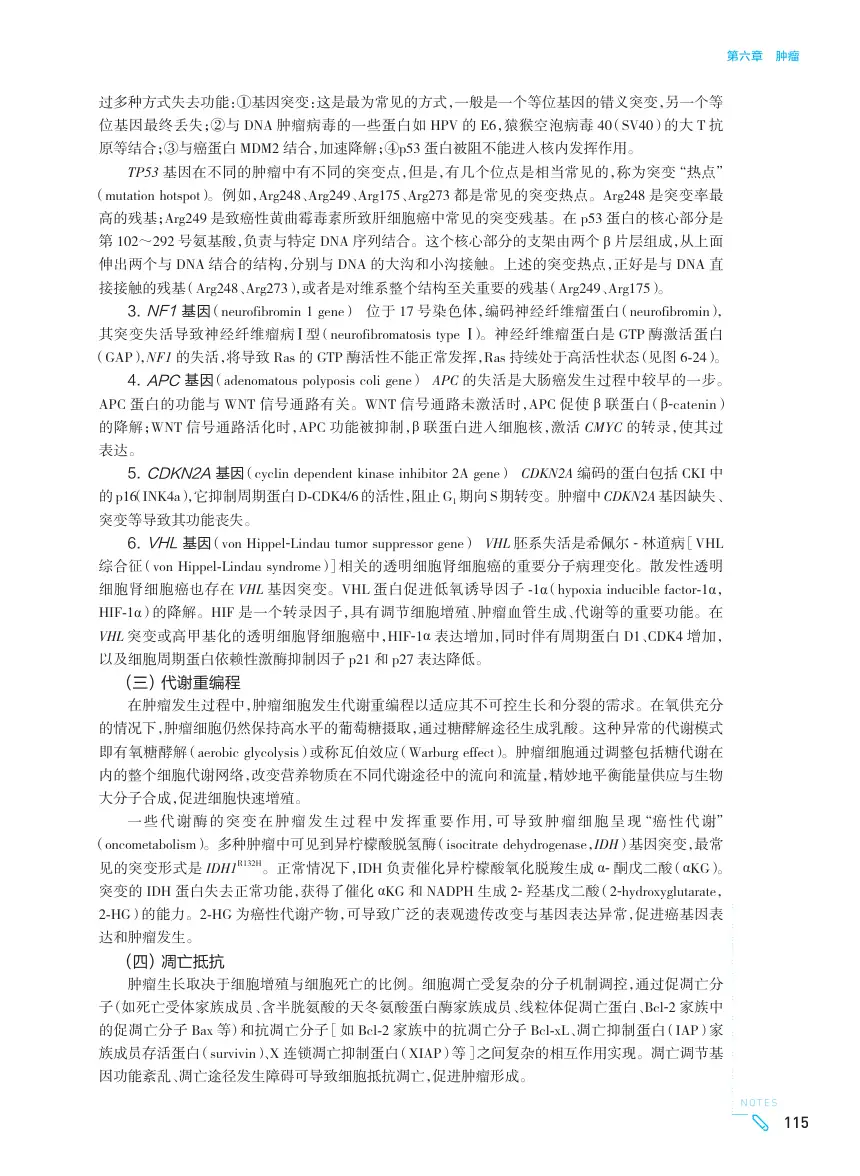 第六章 肿瘤
过多种方式失去功能:①基因突变:这是最为常见的方式,一般是一个等位基因的错义突变,另一个等
位基因最终丢失;②与 DNA 肿瘤病毒的一些蛋白如 HPV 的 E6,猿猴空泡病毒 40(SV40)的大 T 抗
原等结合;③与癌蛋白 MDM2 结合,加速降解;④p53 蛋白被阻不能进入核内发挥作用。
TP53 基因在不同的肿瘤中有不同的突变点,但是,有几个位点是相当常见的,称为突变“热点”
(mutation hotspot)。例如,Arg248、Arg249、Arg175、Arg273 都是常见的突变热点。Arg248 是突变率最
高的残基;Arg249 是致癌性黄曲霉毒素所致肝细胞癌中常见的突变残基。在 p53 蛋白的核心部分是
第 102～292 号氨基酸,负责与特定 DNA 序列结合。这个核心部分的支架由两个 β 片层组成,从上面
伸出两个与 DNA 结合的结构,分别与 DNA 的大沟和小沟接触。上述的突变热点,正好是与 DNA 直
接接触的残基(Arg248、Arg273),或者是对维系整个结构至关重要的残基(Arg249、Arg175)。
3. NF1 基因(neurofibromin 1 gene) 位于 17 号染色体,编码神经纤维瘤蛋白(neurofibromin),
其突变失活导致神经纤维瘤病Ⅰ型(neurofibromatosis type Ⅰ)。神经纤维瘤蛋白是 GTP 酶激活蛋白
(GAP),NF1 的失活,将导致 Ras 的 GTP 酶活性不能正常发挥,Ras 持续处于高活性状态(见图 6-24)。
4. APC 基因(adenomatous polyposis coli gene) APC 的失活是大肠癌发生过程中较早的一步。
APC 蛋白的功能与 WNT 信号通路有关。WNT 信号通路未激活时,APC 促使 β 联蛋白(β-catenin)
的降解;WNT 信号通路活化时,APC 功能被抑制,β 联蛋白进入细胞核,激活 CMYC 的转录,使其过
表达。
5. CDKN2A 基因(cyclin dependent kinase inhibitor 2A gene) CDKN2A 编码的蛋白包括 CKI 中
的 p16(INK4a),它抑制周期蛋白 D-CDK4/6 的活性,阻止 G₁ 期向 S 期转变。肿瘤中 CDKN2A 基因缺失、
突变等导致其功能丧失。
6. VHL 基因(von Hippel-Lindau tumor suppressor gene) VHL 胚系失活是希佩尔 - 林道病[VHL
综合征(von Hippel-Lindau syndrome)]相关的透明细胞肾细胞癌的重要分子病理变化。散发性透明
细胞肾细胞癌也存在 VHL 基因突变。VHL 蛋白促进低氧诱导因子 -1α(hypoxia inducible factor-1α,
HIF-1α)的降解。HIF 是一个转录因子,具有调节细胞增殖、肿瘤血管生成、代谢等的重要功能。在
VHL 突变或高甲基化的透明细胞肾细胞癌中,HIF-1α 表达增加,同时伴有周期蛋白 D1、CDK4 增加,
以及细胞周期蛋白依赖性激酶抑制因子 p21 和 p27 表达降低。
(三)代谢重编程
在肿瘤发生过程中,肿瘤细胞发生代谢重编程以适应其不可控生长和分裂的需求。在氧供充分
的情况下,肿瘤细胞仍然保持高水平的葡萄糖摄取,通过糖酵解途径生成乳酸。这种异常的代谢模式
即有氧糖酵解(aerobic glycolysis)或称瓦伯效应(Warburg effect)。肿瘤细胞通过调整包括糖代谢在
内的整个细胞代谢网络,改变营养物质在不同代谢途径中的流向和流量,精妙地平衡能量供应与生物
大分子合成,促进细胞快速增殖。
一些代谢酶的突变在肿瘤发生过程中发挥重要作用,可导致肿瘤细胞呈现“癌性代谢”
(oncometabolism)。多种肿瘤中可见到异柠檬酸脱氢酶(isocitrate dehydrogenase,IDH)基因突变,最常
见的突变形式是 IDH1ᴿ¹³²ᴴ。正常情况下,IDH 负责催化异柠檬酸氧化脱羧生成 α- 酮戊二酸(αKG)。
突变的 IDH 蛋白失去正常功能,获得了催化 αKG 和 NADPH 生成 2- 羟基戊二酸(2-hydroxyglutarate,
2-HG)的能力。2-HG 为癌性代谢产物,可导致广泛的表观遗传改变与基因表达异常,促进癌基因表
达和肿瘤发生。
(四)凋亡抵抗
肿瘤生长取决于细胞增殖与细胞死亡的比例。细胞凋亡受复杂的分子机制调控,通过促凋亡分
子(如死亡受体家族成员、含半胱氨酸的天冬氨酸蛋白酶家族成员、线粒体促凋亡蛋白、Bcl-2 家族中
的促凋亡分子 Bax 等)和抗凋亡分子[如 Bcl-2 家族中的抗凋亡分子 Bcl-xL、凋亡抑制蛋白(IAP)家
族成员存活蛋白(survivin)、X 连锁凋亡抑制蛋白(XIAP)等]之间复杂的相互作用实现。凋亡调节基
因功能紊乱、凋亡途径发生障碍可导致细胞抵抗凋亡,促进肿瘤形成。
NOTES
115